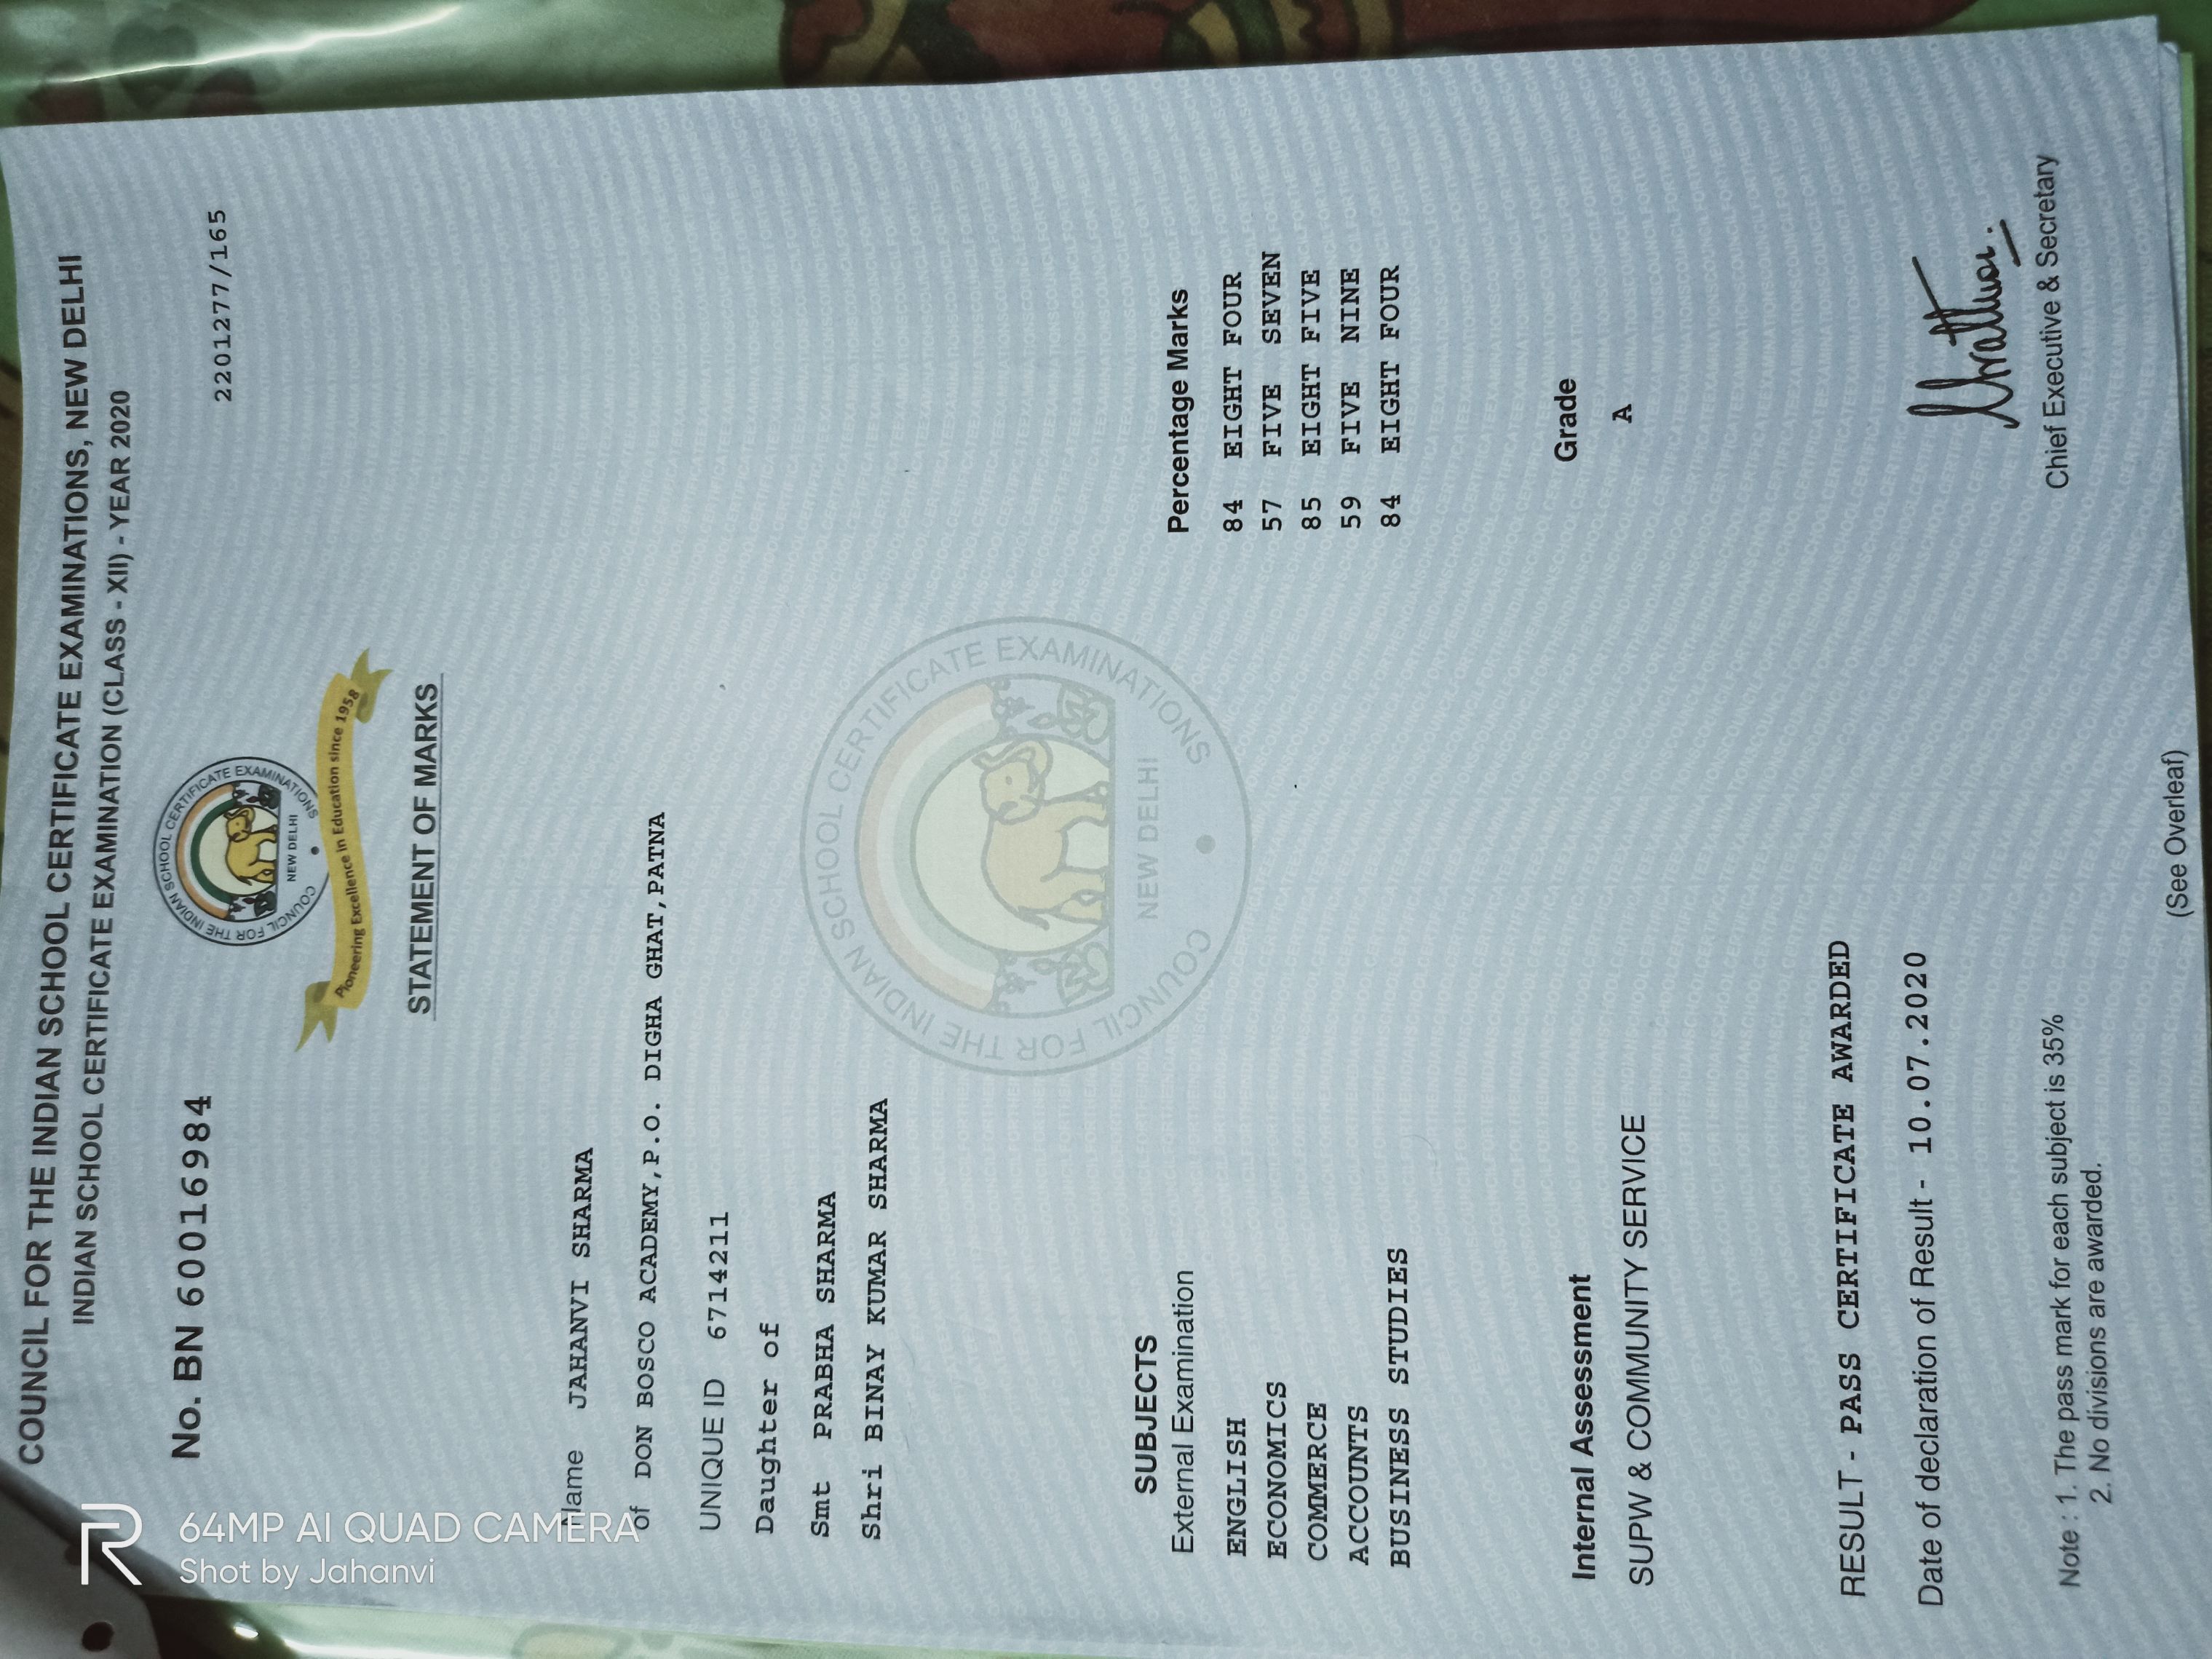 COUNCIL FOR THE INDIAN SCHOOL CERTIFICATE EXAMINATIONS, NEW DELHI
INDIAN SCHOOL CERTIFICATE EXAMINATION (CLASS - XII) - YEAR 2020
No. BN 60016984
2201277/165
COUNCIL FOR THE INDIAN SCHOOL CERTIFICATE EXAMINATIONS
NEW DELHI
Pioneering Excellence in Education since 1958
STATEMENT OF MARKS
Name JAHANVI SHARMA
of DON BOSCO ACADEMY,P.O. DIGHA GHAT,PATNA
UNIQUE ID 6714211
Daughter of
Smt PRABHA SHARMA
Shri BINAY KUMAR SHARMA
COUNCIL FOR THE INDIAN SCHOOL CERTIFICATE EXAMINATIONS
NEW DELHI
SUBJECTS
External Examination Percentage Marks
ENGLISH 84 EIGHT FOUR
ECONOMICS 57 FIVE SEVEN
COMMERCE 85 EIGHT FIVE
ACCOUNTS 59 FIVE NINE
BUSINESS STUDIES 84 EIGHT FOUR
Internal Assessment Grade
SUPW & COMMUNITY SERVICE A
RESULT - PASS CERTIFICATE AWARDED
Date of declaration of Result - 10.07.2020
Chief Executive & Secretary
Note : 1. The pass mark for each subject is 35%
2. No divisions are awarded.
(See Overleaf)
64MP AI QUAD CAMERA
Shot by Jahanvi